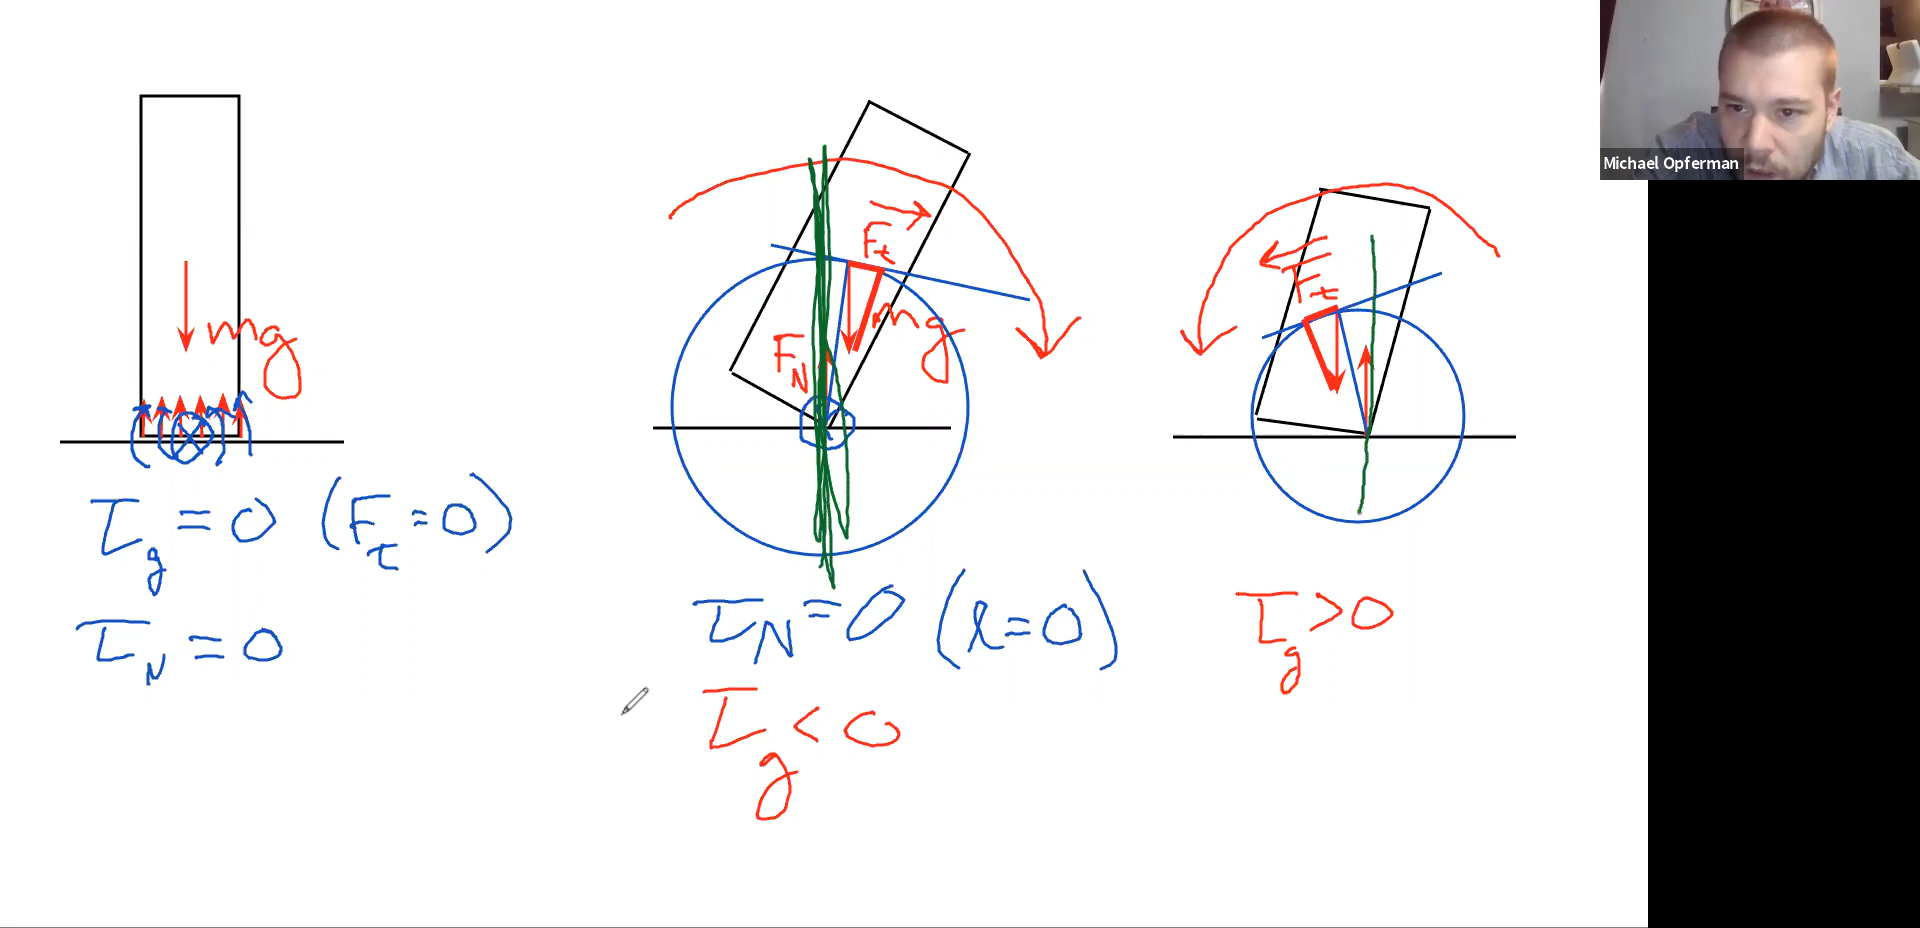 mg
τg = 0 (Fτ = 0)
τN = 0
Ft
mg
FN
τN = 0 (l = 0)
τg < 0
Ft
τg > 0
Michael Opferman